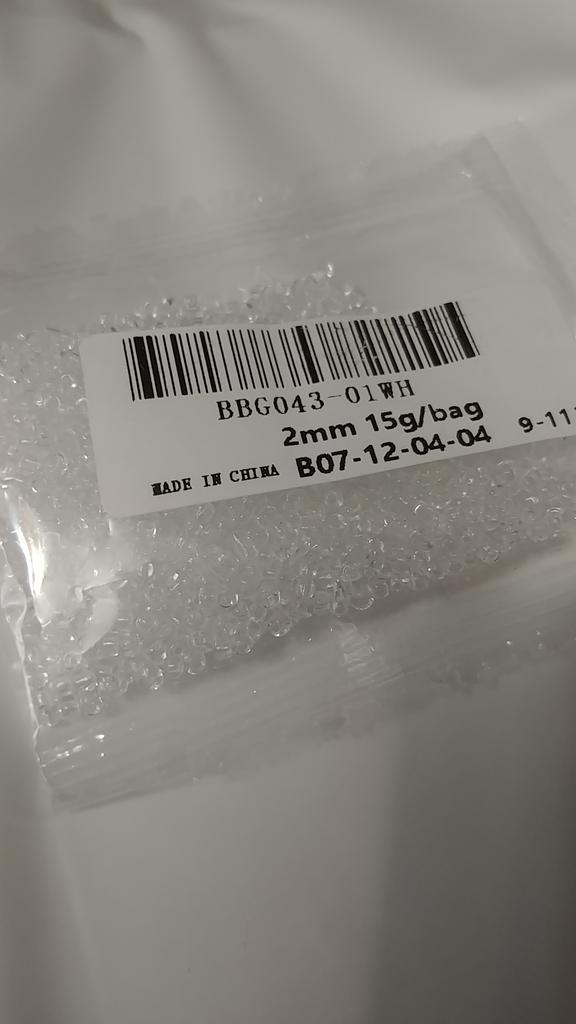 BBG043-01WH
2mm 15g/bag
MADE IN CHINA B07-12-04-04